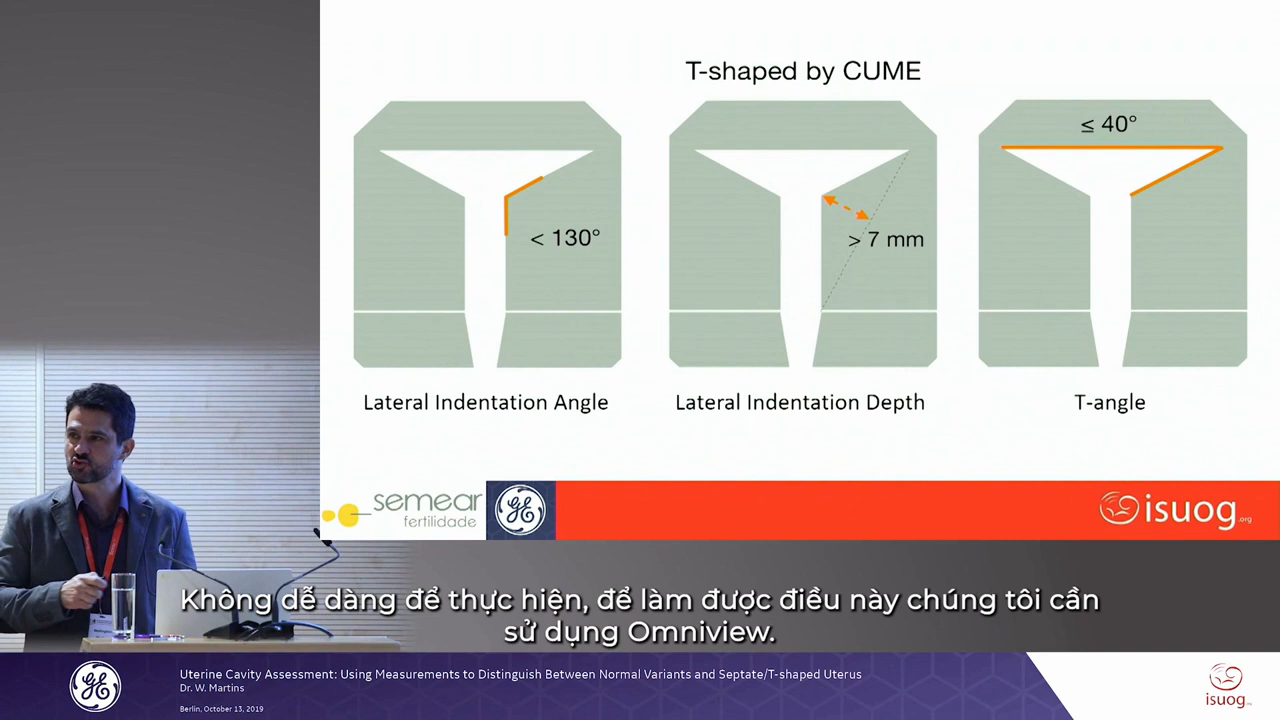 T-shaped by CUME
< 130°
> 7 mm
≤ 40°
Lateral Indentation Angle
Lateral Indentation Depth
T-angle
semear
fertilidade
GE
isuog.org
Không dễ dàng để thực hiện, để làm được điều này chúng tôi cần
sử dụng Omniview.
GE
Uterine Cavity Assessment: Using Measurements to Distinguish Between Normal Variants and Septate/T-shaped Uterus
Dr. W. Martins
Berlin, October 13, 2019
isuog